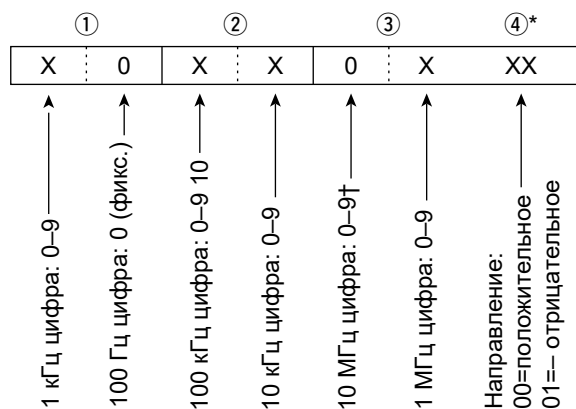 ① ② ③ ④*
X 0 X X 0 X XX
1 кГц цифра: 0–9
100 Гц цифра: 0 (фикс.)
100 кГц цифра: 0–9 10
10 кГц цифра: 0–9
10 МГц цифра: 0–9†
1 МГц цифра: 0–9
Направление:
00=положительное
01=– отрицательное